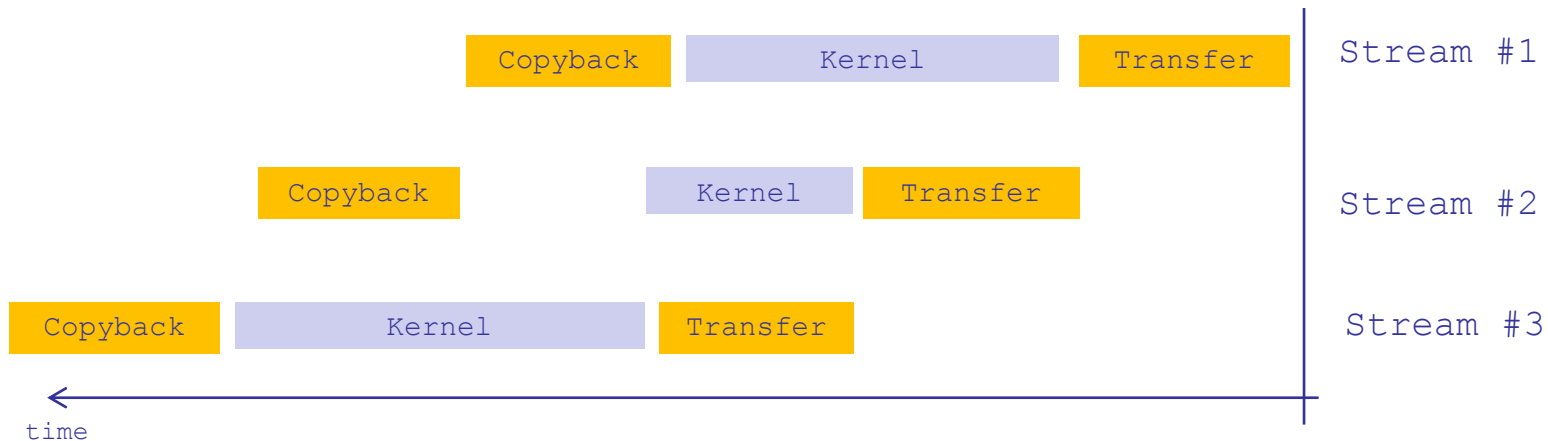 Copyback Kernel Transfer Stream #1
Copyback Kernel Transfer Stream #2
Copyback Kernel Transfer Stream #3
time